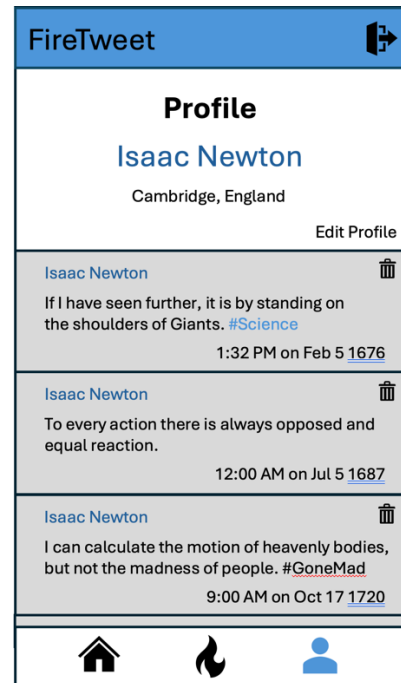 FireTweet
Profile
Isaac Newton
Cambridge, England
Edit Profile
Isaac Newton
If I have seen further, it is by standing on
the shoulders of Giants. #Science
1:32 PM on Feb 5 1676
Isaac Newton
To every action there is always opposed and
equal reaction.
12:00 AM on Jul 5 1687
Isaac Newton
I can calculate the motion of heavenly bodies,
but not the madness of people. #GoneMad
9:00 AM on Oct 17 1720